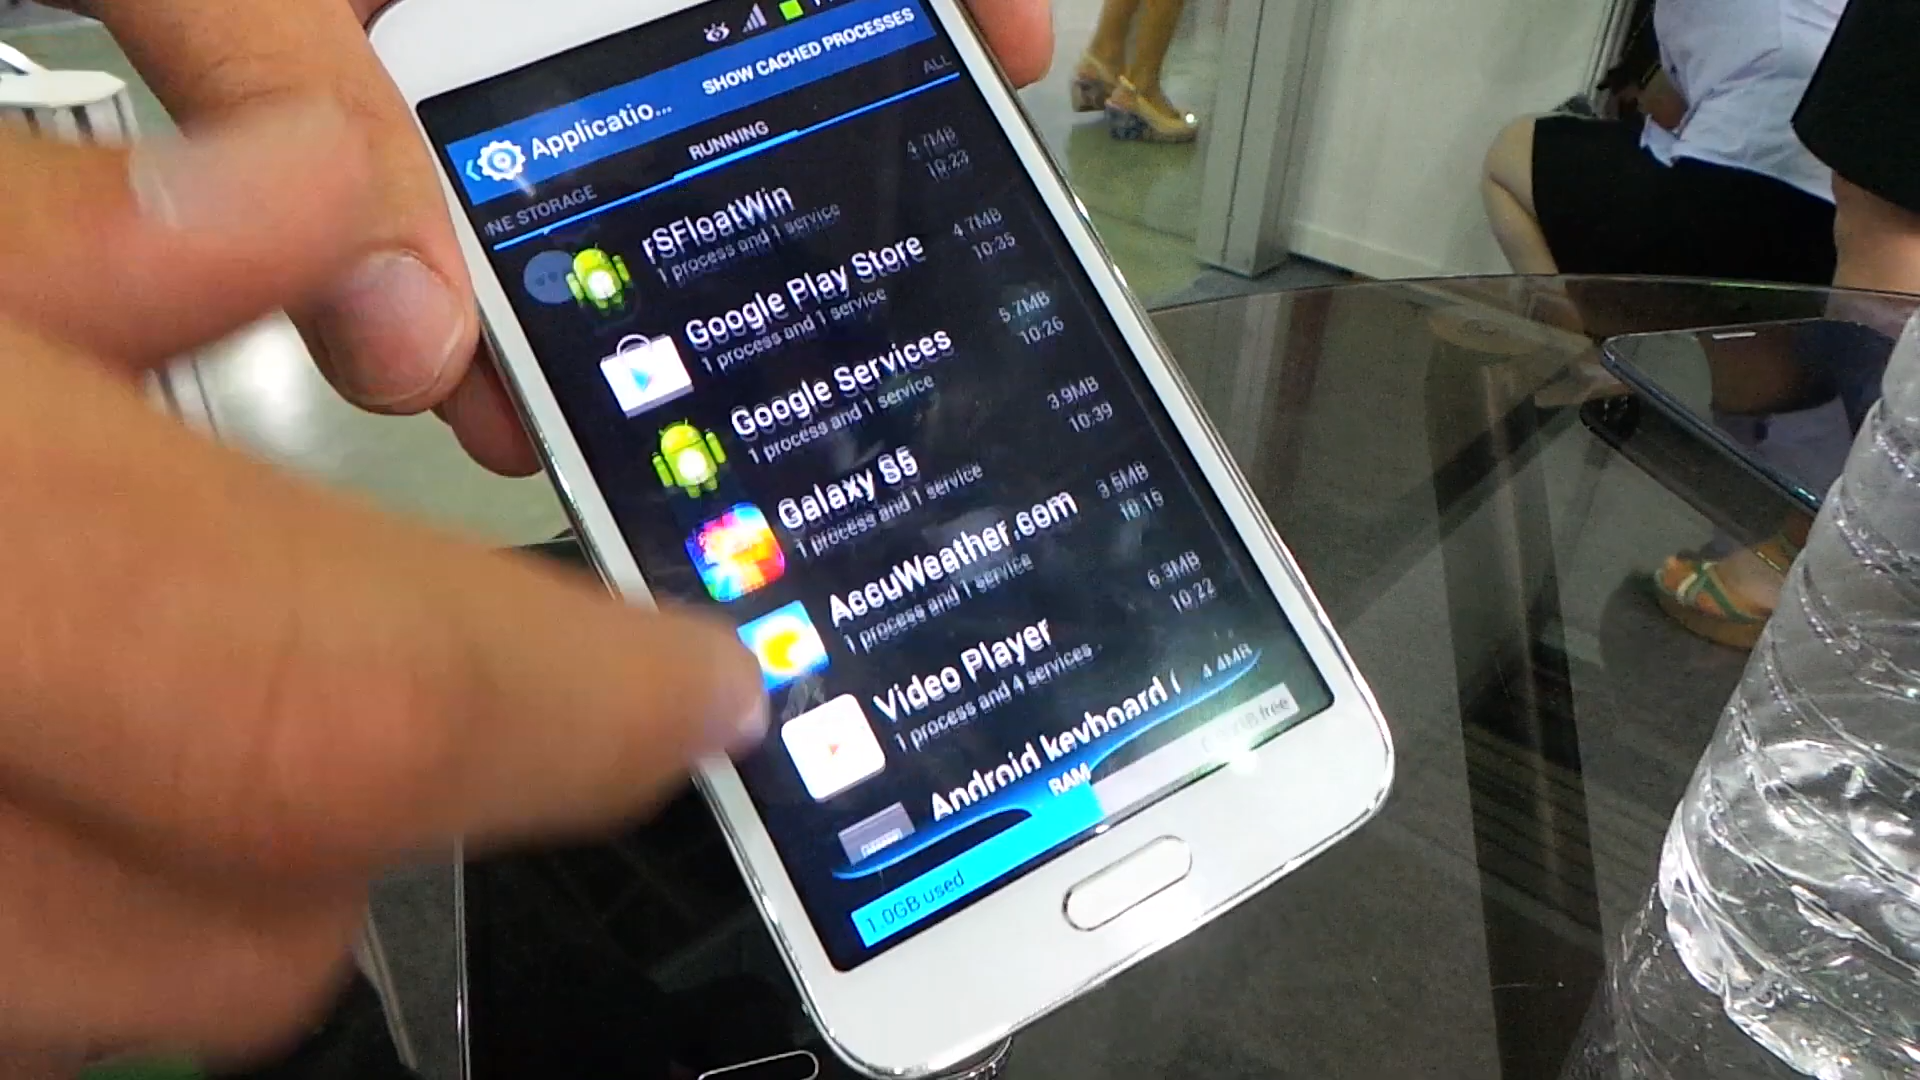 SHOW CACHED PROCESSES
Applicatio...
NE STORAGE
RUNNING
ALL
rSFloatWin
1 process and 1 service
4.7MB
10:23
Google Play Store
1 process and 1 service
4.7MB
10:35
Google Services
1 process and 1 service
5.7MB
10:26
Galaxy S5
1 process and 1 service
3.9MB
10:39
AccuWeather.com
1 process and 1 service
3.5MB
10:15
Video Player
1 process and 4 services
6.3MB
10:22
Android keyboard (
4.4MB
RAM
1.0GB used
free